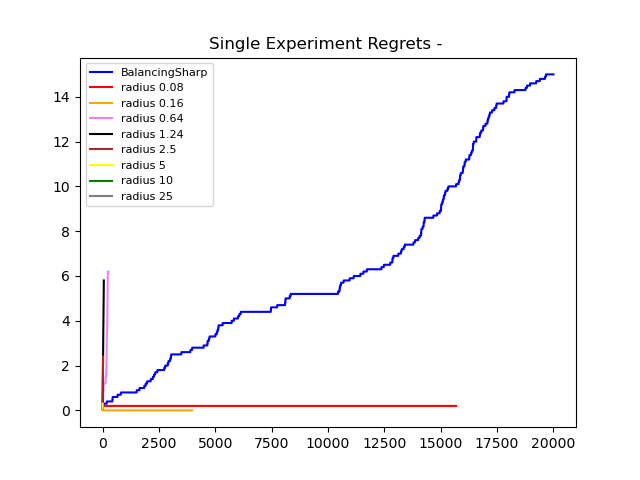 Single Experiment Regrets -
BalancingSharp
radius 0.08
radius 0.16
radius 0.64
radius 1.24
radius 2.5
radius 5
radius 10
radius 25
14
12
10
8
6
4
2
0
0 2500 5000 7500 10000 12500 15000 17500 20000